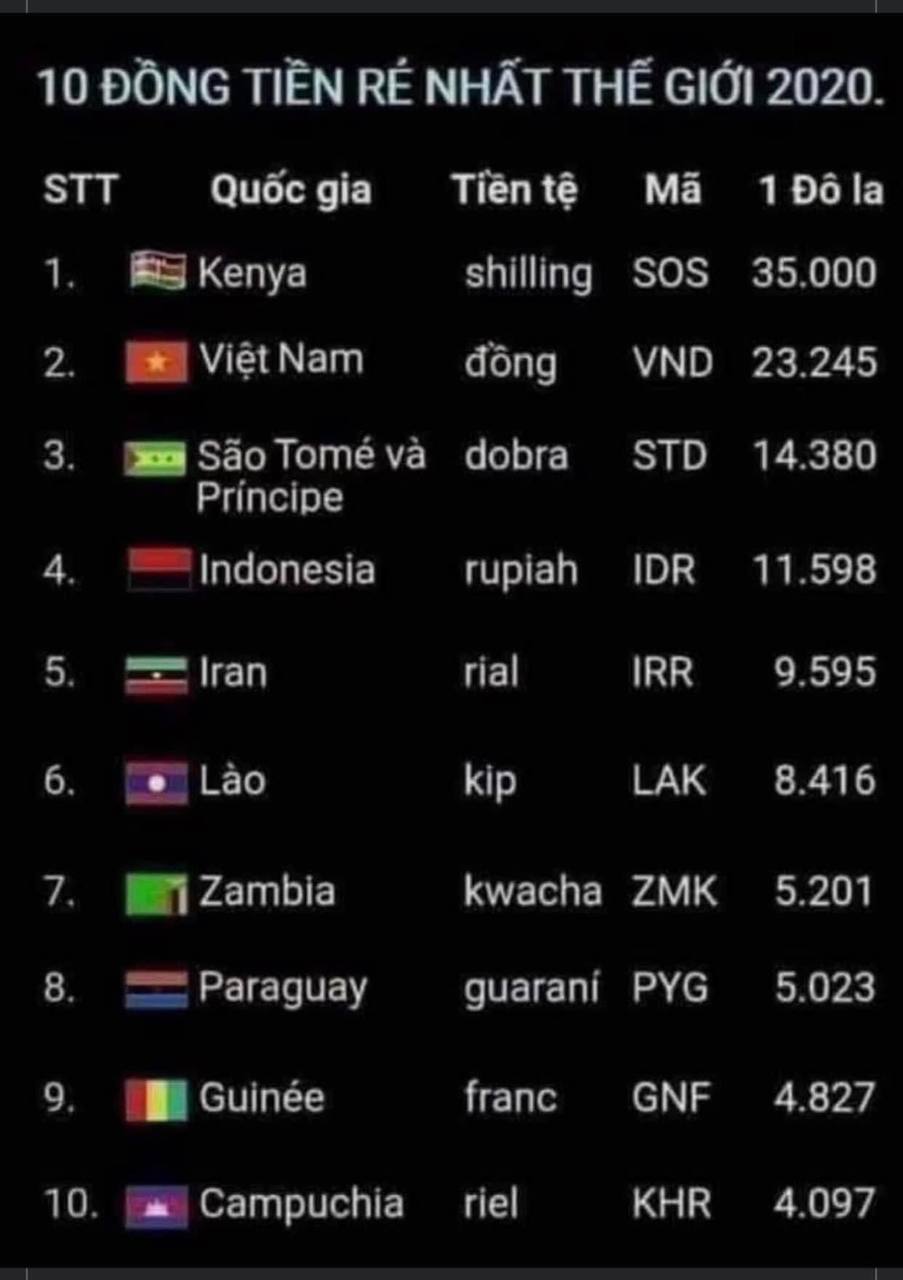 10 ĐỒNG TIỀN RẺ NHẤT THẾ GIỚI 2020.
STT Quốc gia Tiền tệ Mã 1 Đô la
1. Kenya shilling SOS 35.000
2. Việt Nam đồng VND 23.245
3. São Tomé và dobra STD 14.380
Príncipe
4. Indonesia rupiah IDR 11.598
5. Iran rial IRR 9.595
6. Lào kip LAK 8.416
7. Zambia kwacha ZMK 5.201
8. Paraguay guaraní PYG 5.023
9. Guinée franc GNF 4.827
10. Campuchia riel KHR 4.097